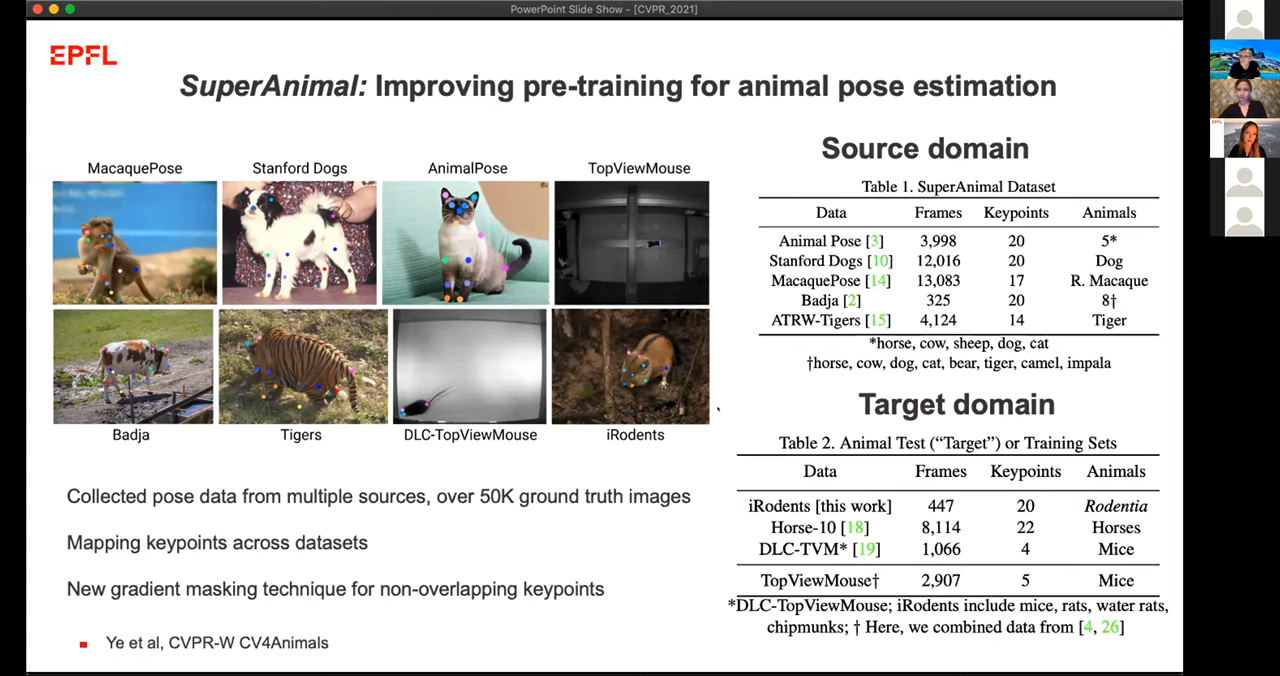 PowerPoint Slide Show - [CVPR_2021]
EPFL
SuperAnimal: Improving pre-training for animal pose estimation
MacaquePose Stanford Dogs AnimalPose TopViewMouse
Badja Tigers DLC-TopViewMouse iRodents
Collected pose data from multiple sources, over 50K ground truth images
Mapping keypoints across datasets
New gradient masking technique for non-overlapping keypoints
Ye et al, CVPR-W CV4Animals
Source domain
Table 1. SuperAnimal Dataset
Data Frames Keypoints Animals
Animal Pose [3] 3,998 20 5*
Stanford Dogs [10] 12,016 20 Dog
MacaquePose [14] 13,083 17 R. Macaque
Badja [2] 325 20 8†
ATRW-Tigers [15] 4,124 14 Tiger
*horse, cow, sheep, dog, cat
†horse, cow, dog, cat, bear, tiger, camel, impala
Target domain
Table 2. Animal Test (“Target”) or Training Sets
Data Frames Keypoints Animals
iRodents [this work] 447 20 Rodentia
Horse-10 [18] 8,114 22 Horses
DLC-TVM* [19] 1,066 4 Mice
TopViewMouse† 2,907 5 Mice
*DLC-TopViewMouse; iRodents include mice, rats, water rats,
chipmunks; † Here, we combined data from [4, 26]
EPFL